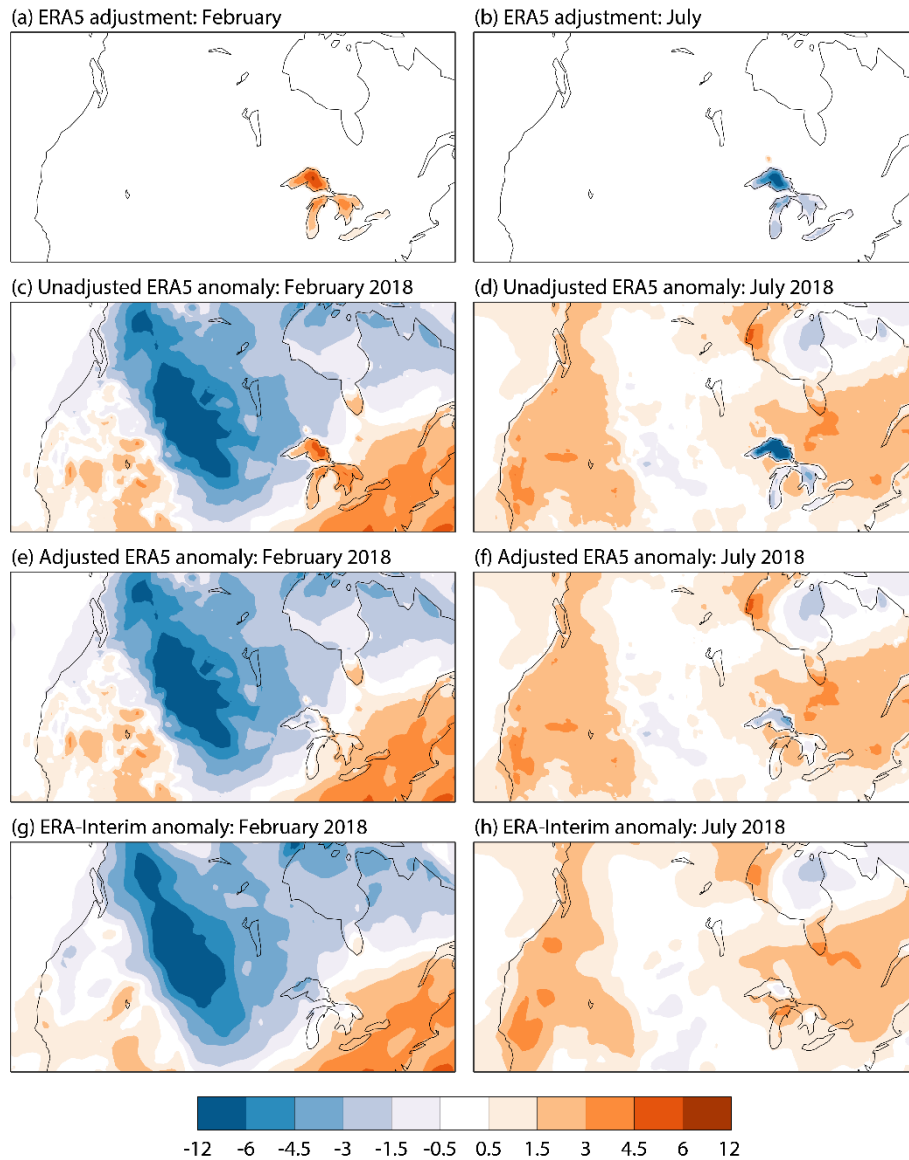 (a) ERA5 adjustment: February
(b) ERA5 adjustment: July
(c) Unadjusted ERA5 anomaly: February 2018
(d) Unadjusted ERA5 anomaly: July 2018
(e) Adjusted ERA5 anomaly: February 2018
(f) Adjusted ERA5 anomaly: July 2018
(g) ERA-Interim anomaly: February 2018
(h) ERA-Interim anomaly: July 2018
-12 -6 -4.5 -3 -1.5 -0.5 0.5 1.5 3 4.5 6 12